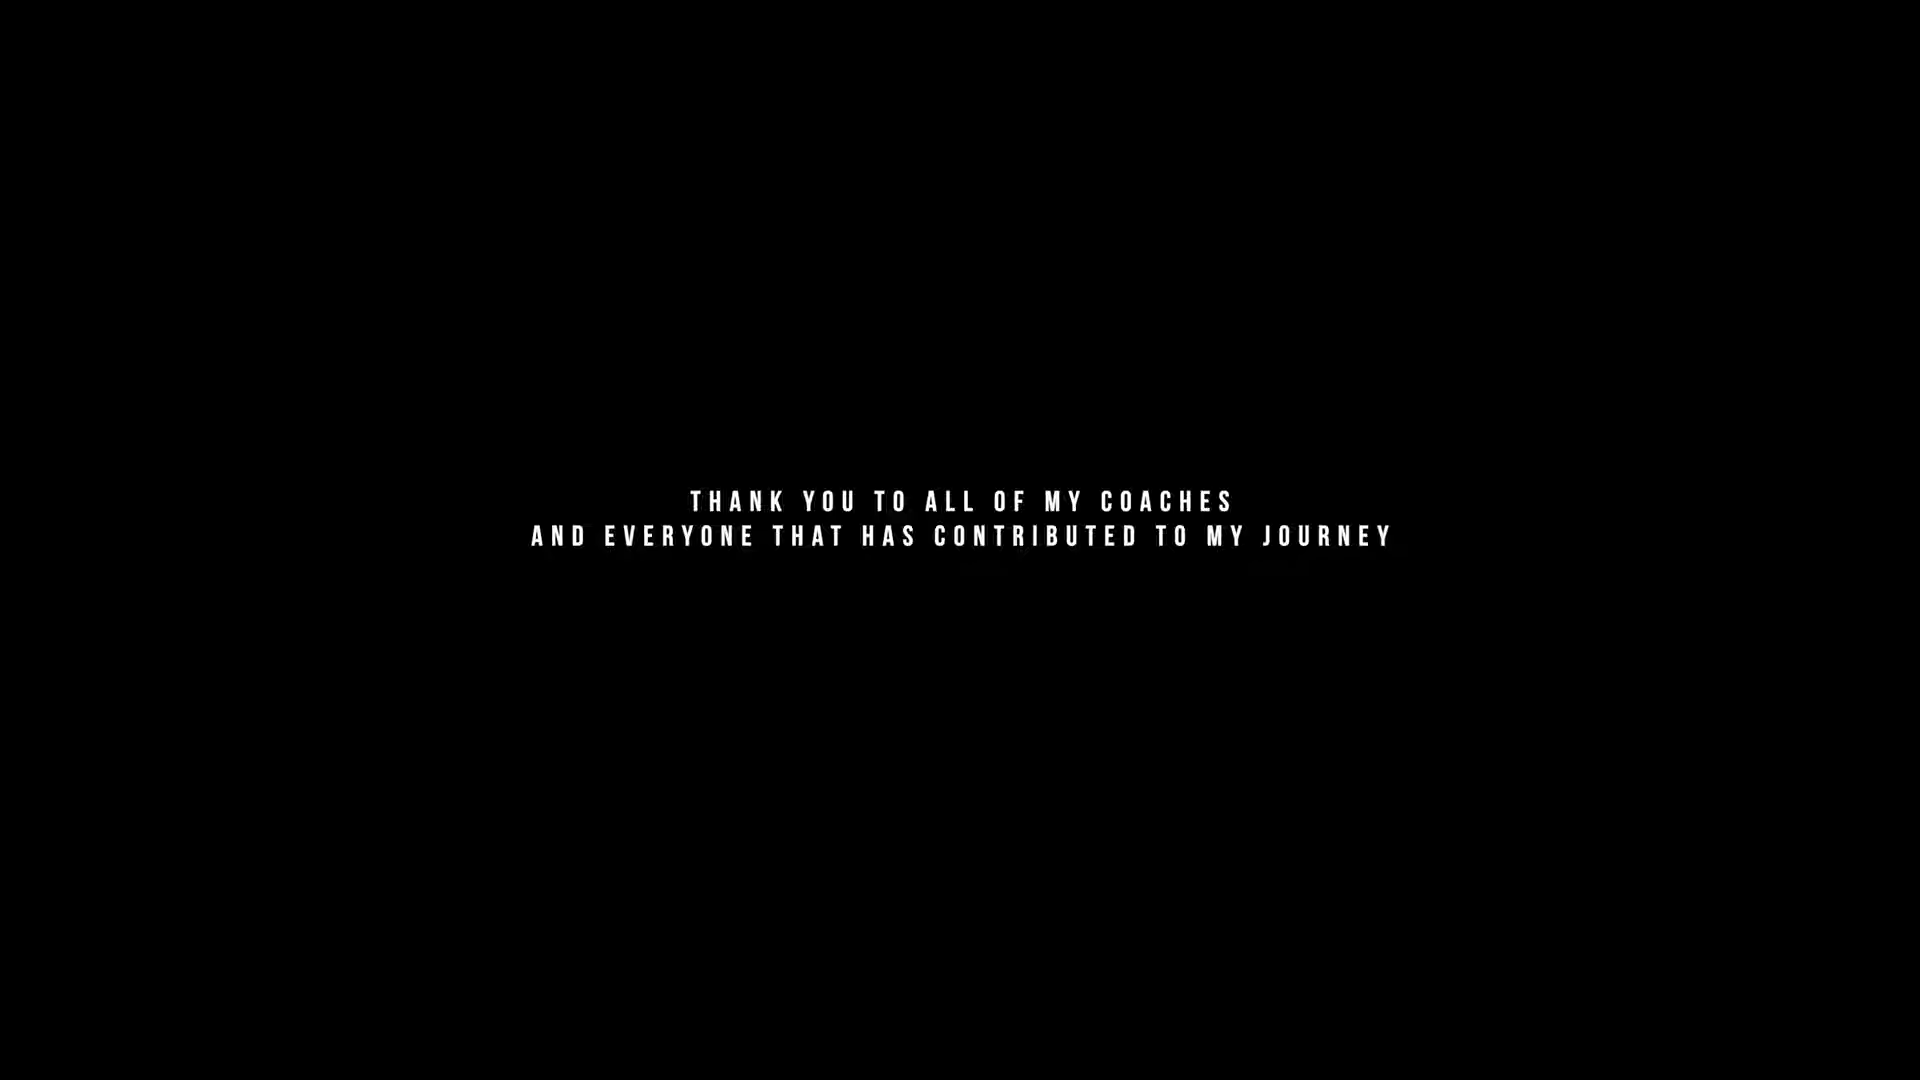 THANK YOU TO ALL OF MY COACHES
AND EVERYONE THAT HAS CONTRIBUTED TO MY JOURNEY